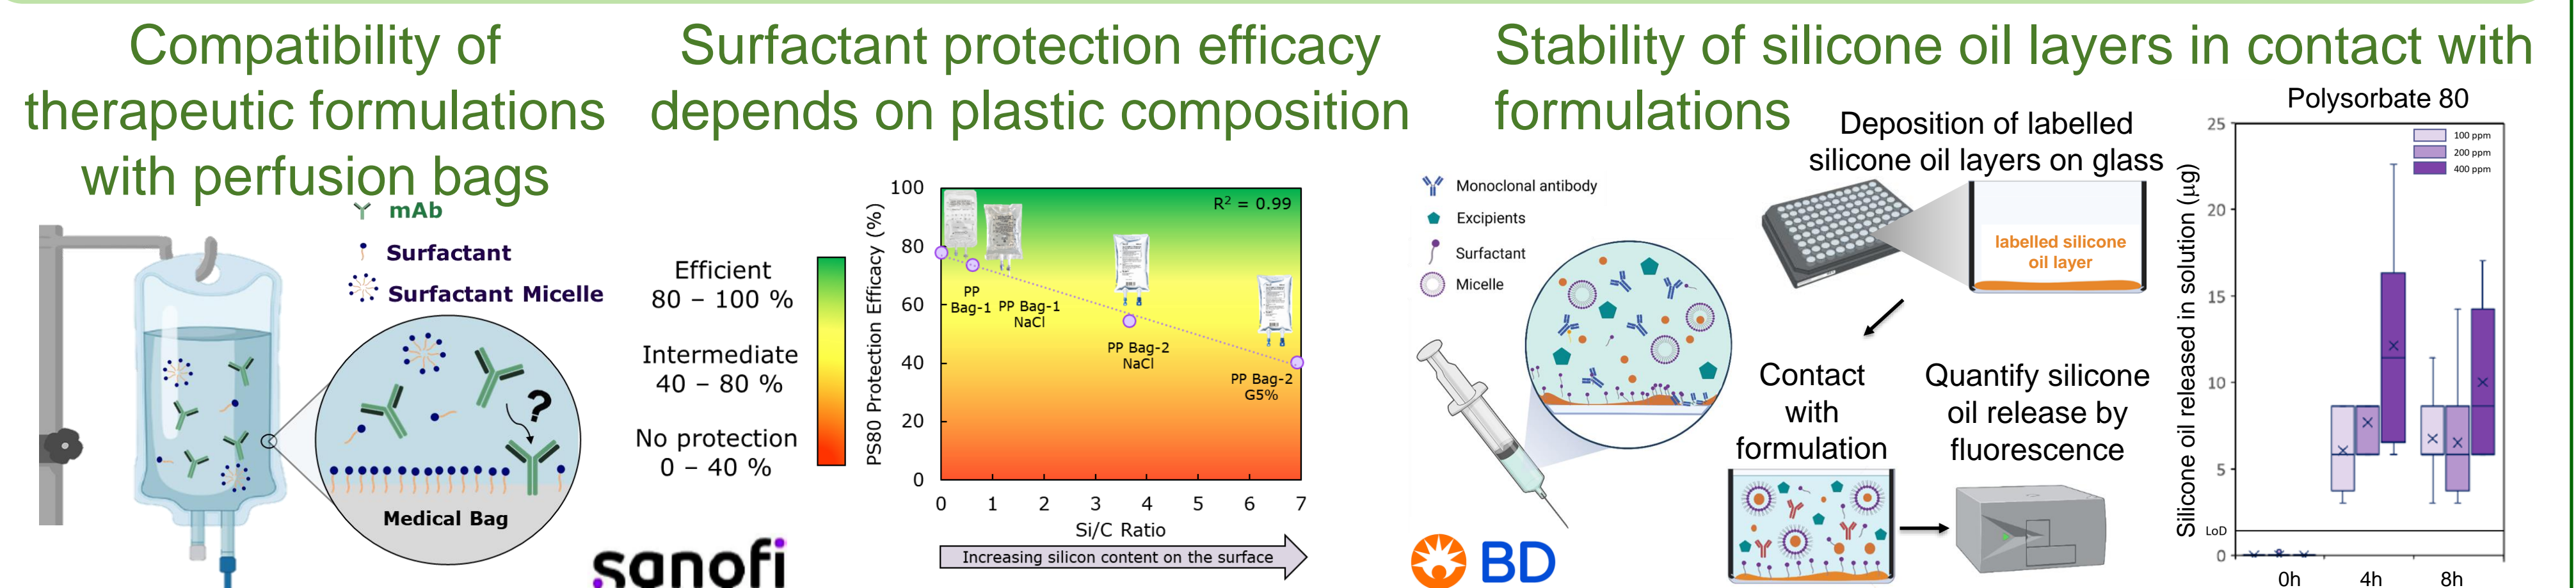 Compatibility of
therapeutic formulations
with perfusion bags
mAb
Surfactant
Surfactant Micelle
?
Medical Bag
sanofi
Surfactant protection efficacy
depends on plastic composition
Efficient
80 – 100 %
Intermediate
40 – 80 %
No protection
0 – 40 %
PS80 Protection Efficacy (%)
100
80
60
40
20
0
R² = 0.99
PP
Bag-1
PP Bag-1
NaCl
PP Bag-2
NaCl
PP Bag-2
G5%
0 1 2 3 4 5 6 7
Si/C Ratio
Increasing silicon content on the surface
Stability of silicone oil layers in contact with
formulations
Monoclonal antibody
Excipients
Surfactant
Micelle
BD
Deposition of labelled
silicone oil layers on glass
labelled silicone
oil layer
Contact
with
formulation
Quantify silicone
oil release by
fluorescence
Polysorbate 80
Silicone oil released in solution (µg)
25
20
15
10
5
LoD
0
100 ppm
200 ppm
400 ppm
0h 4h 8h